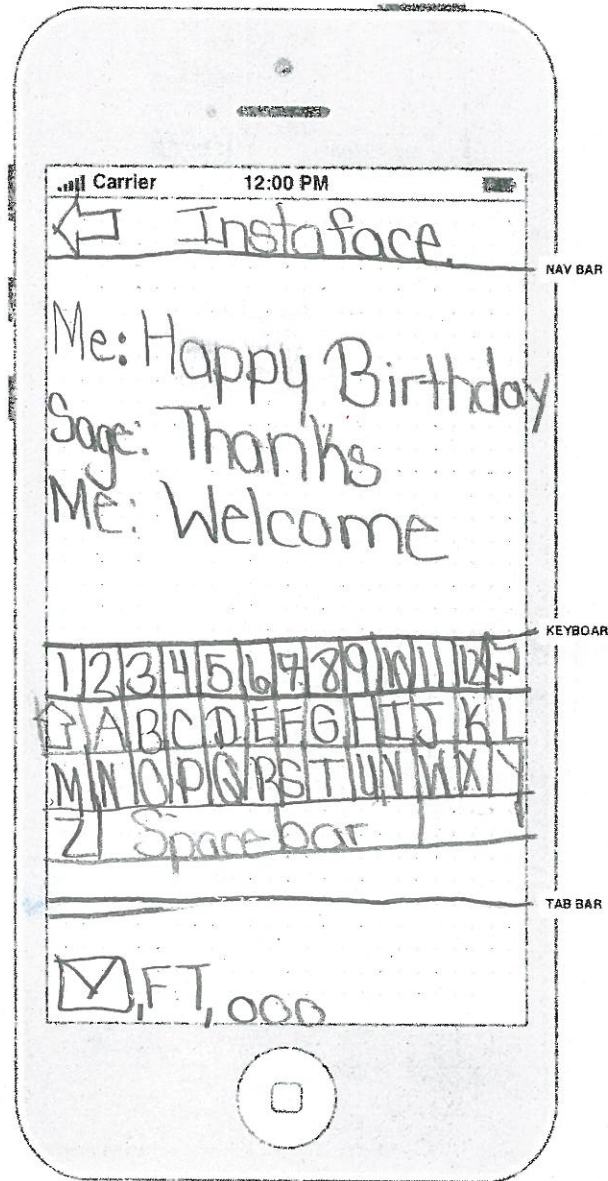 Carrier 12:00 PM
Instaface
NAV BAR
Me: Happy Birthday
Sage: Thanks
Me: Welcome
KEYBOAR
1 2 3 4 5 6 7 8 9 10 11 12
A B C D E F G H I J K L
M N O P Q R S T U V W X Y
Z Spacebar
TAB BAR
, FT, ooo